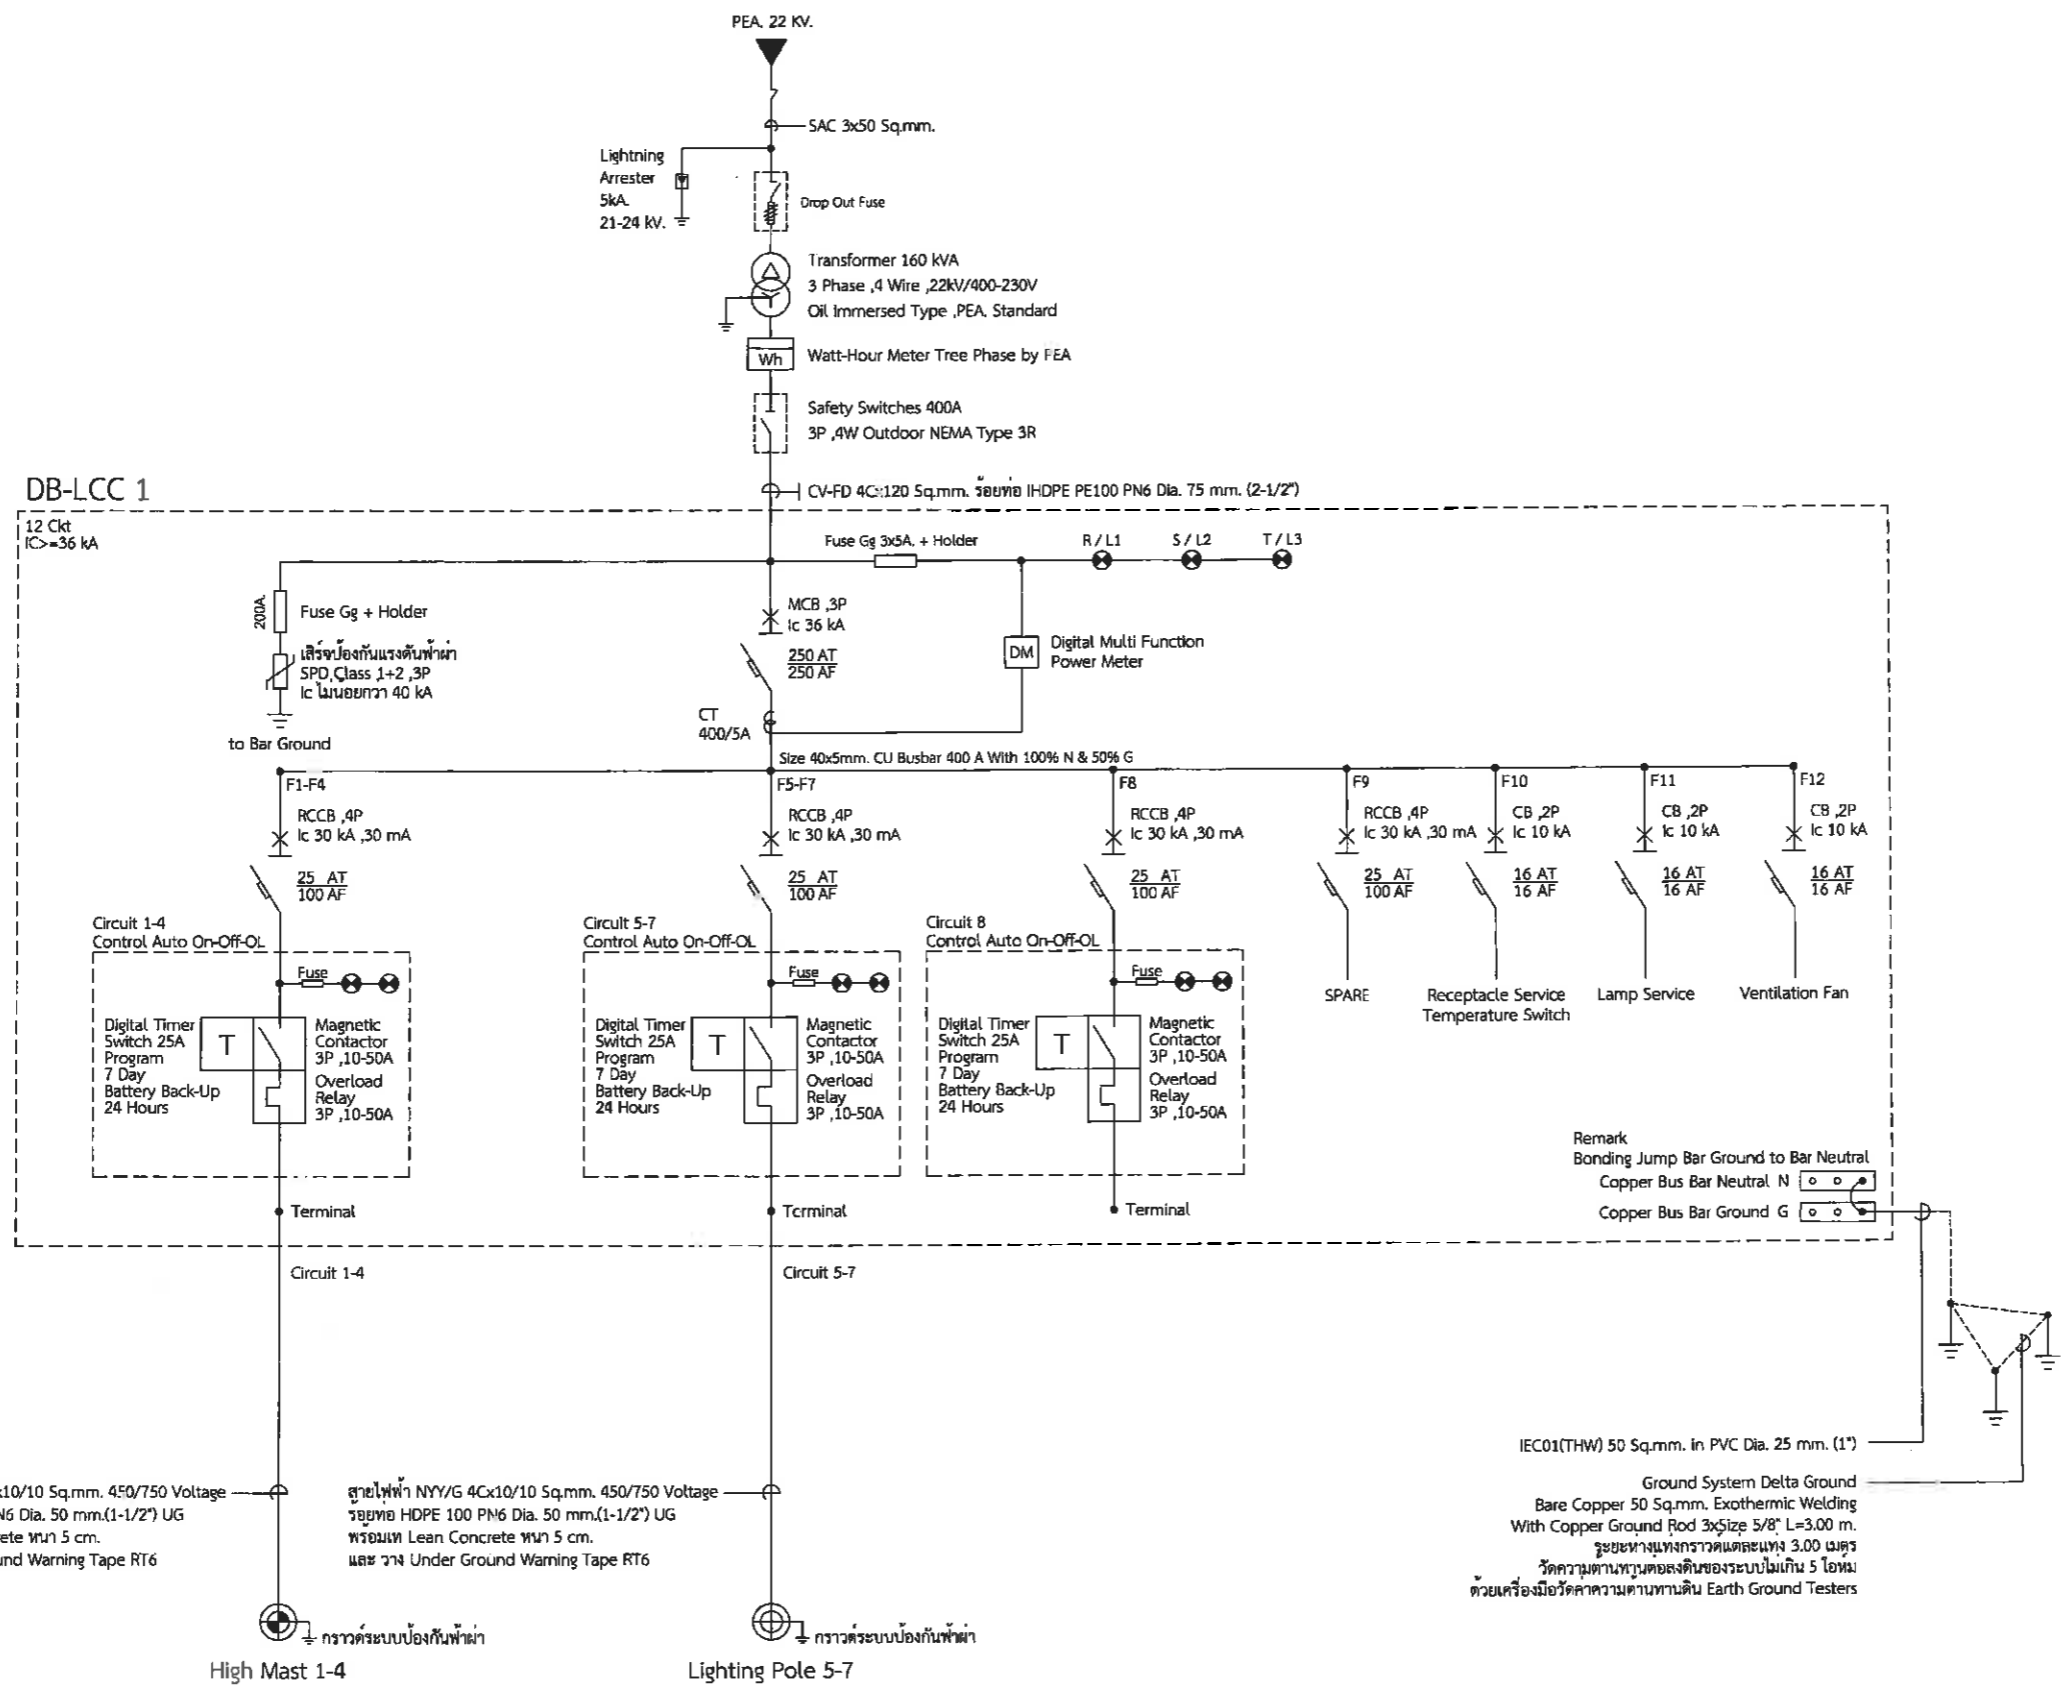 PEA. 22 KV.
SAC 3x50 Sq.mm.
Lightning
Arrester
5kA.
21-24 kV.
Drop Out Fuse
Transformer 160 kVA
3 Phase ,4 Wire ,22kV/400-230V
Oil Immersed Type ,PEA. Standard
Wh
Watt-Hour Meter Tree Phase by PEA
Safety Switches 400A
3P ,4W Outdoor NEMA Type 3R
DB-LCC 1
CV-FD 4Cx120 Sq.mm. ร้อยท่อ IHDPE PE100 PN6 Dia. 75 mm. (2-1/2")
12 Ckt
IC>=36 kA
Fuse Gg 3x5A. + Holder
R / L1
S / L2
T / L3
200A.
Fuse Gg + Holder
เสิร์จป้องกันแรงดันฟ้าผ่า
SPD,Class ,1+2 ,3P
Ic ไม่น้อยกว่า 40 kA
to Bar Ground
MCB ,3P
Ic 36 kA
250 AT
250 AF
DM
Digital Multi Function
Power Meter
CT
400/5A
Size 40x5mm. CU Busbar 400 A With 100% N & 50% G
F1-F4
RCCB ,4P
Ic 30 kA ,30 mA
25 AT
100 AF
F5-F7
RCCB ,4P
Ic 30 kA ,30 mA
25 AT
100 AF
F8
RCCB ,4P
Ic 30 kA ,30 mA
25 AT
100 AF
F9
RCCB ,4P
Ic 30 kA ,30 mA
25 AT
100 AF
SPARE
F10
CB ,2P
Ic 10 kA
16 AT
16 AF
Receptacle Service
Temperature Switch
F11
CB ,2P
Ic 10 kA
16 AT
16 AF
Lamp Service
F12
CB ,2P
Ic 10 kA
16 AT
16 AF
Ventilation Fan
Circuit 1-4
Control Auto On-Off-OL
Fuse
Digital Timer
Switch 25A
Program
7 Day
Battery Back-Up
24 Hours
T
Magnetic
Contactor
3P ,10-50A
Overload
Relay
3P ,10-50A
Terminal
Circuit 5-7
Control Auto On-Off-OL
Fuse
Digital Timer
Switch 25A
Program
7 Day
Battery Back-Up
24 Hours
T
Magnetic
Contactor
3P ,10-50A
Overload
Relay
3P ,10-50A
Terminal
Circuit 8
Control Auto On-Off-OL
Fuse
Digital Timer
Switch 25A
Program
7 Day
Battery Back-Up
24 Hours
T
Magnetic
Contactor
3P ,10-50A
Overload
Relay
3P ,10-50A
Terminal
Remark
Bonding Jump Bar Ground to Bar Neutral
Copper Bus Bar Neutral N
Copper Bus Bar Ground G
Circuit 1-4
Circuit 5-7
x10/10 Sq.mm. 450/750 Voltage
N6 Dia. 50 mm.(1-1/2") UG
rete หนา 5 cm.
und Warning Tape RT6
สายไฟฟ้า NYY/G 4Cx10/10 Sq.mm. 450/750 Voltage
ร้อยท่อ HDPE 100 PN6 Dia. 50 mm.(1-1/2") UG
พร้อมเท Lean Concrete หนา 5 cm.
และ วาง Under Ground Warning Tape RT6
IEC01(THW) 50 Sq.mm. in PVC Dia. 25 mm. (1")
Ground System Delta Ground
Bare Copper 50 Sq.mm. Exothermic Welding
With Copper Ground Rod 3xSize 5/8" L=3.00 m.
ระยะห่างแท่งกราวด์แต่ละแท่ง 3.00 เมตร
วัดความต้านทานต่อลงดินของระบบไม่เกิน 5 โอห์ม
ด้วยเครื่องมือวัดค่าความต้านทานดิน Earth Ground Testers
กราวด์ระบบป้องกันฟ้าผ่า
High Mast 1-4
กราวด์ระบบป้องกันฟ้าผ่า
Lighting Pole 5-7